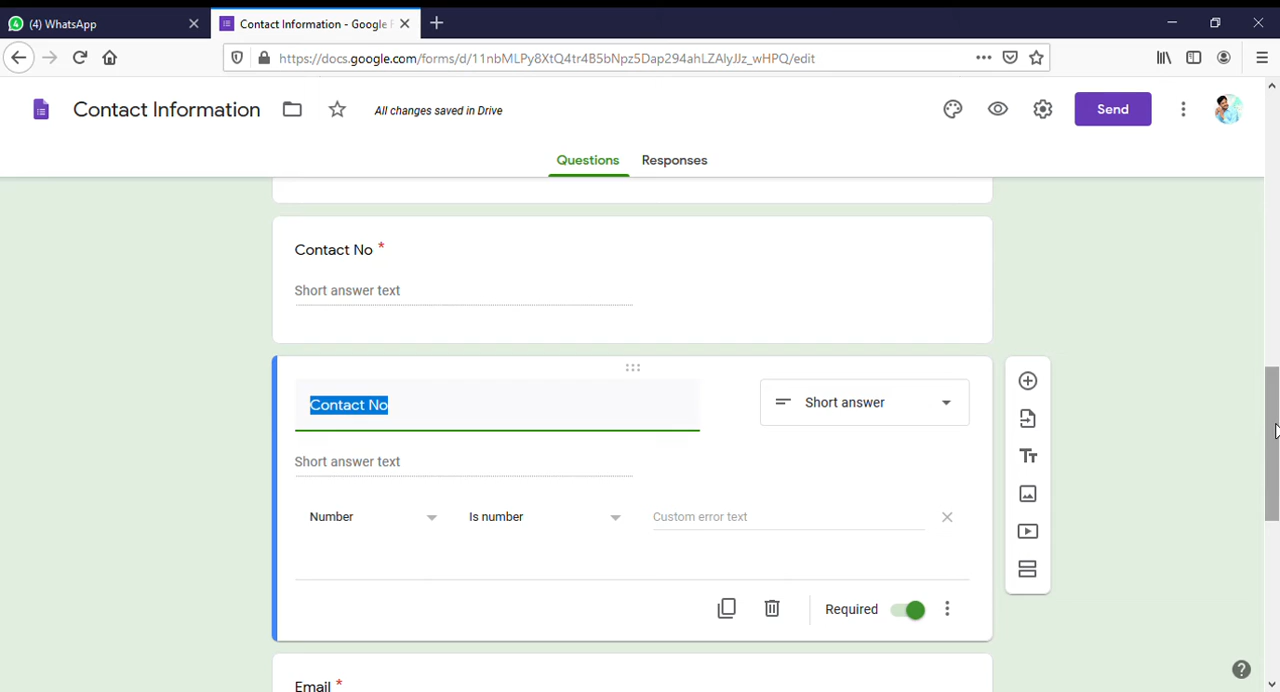 (4) WhatsApp
Contact Information - Google F
https://docs.google.com/forms/d/11nbMLPy8XtQ4tr4B5bNpz5Dap294ahLZAlyJJz_wHPQ/edit
Contact Information
All changes saved in Drive
Send
Questions
Responses
Contact No *
Short answer text
Contact No
Short answer
Short answer text
Number
Is number
Custom error text
Required
Email *